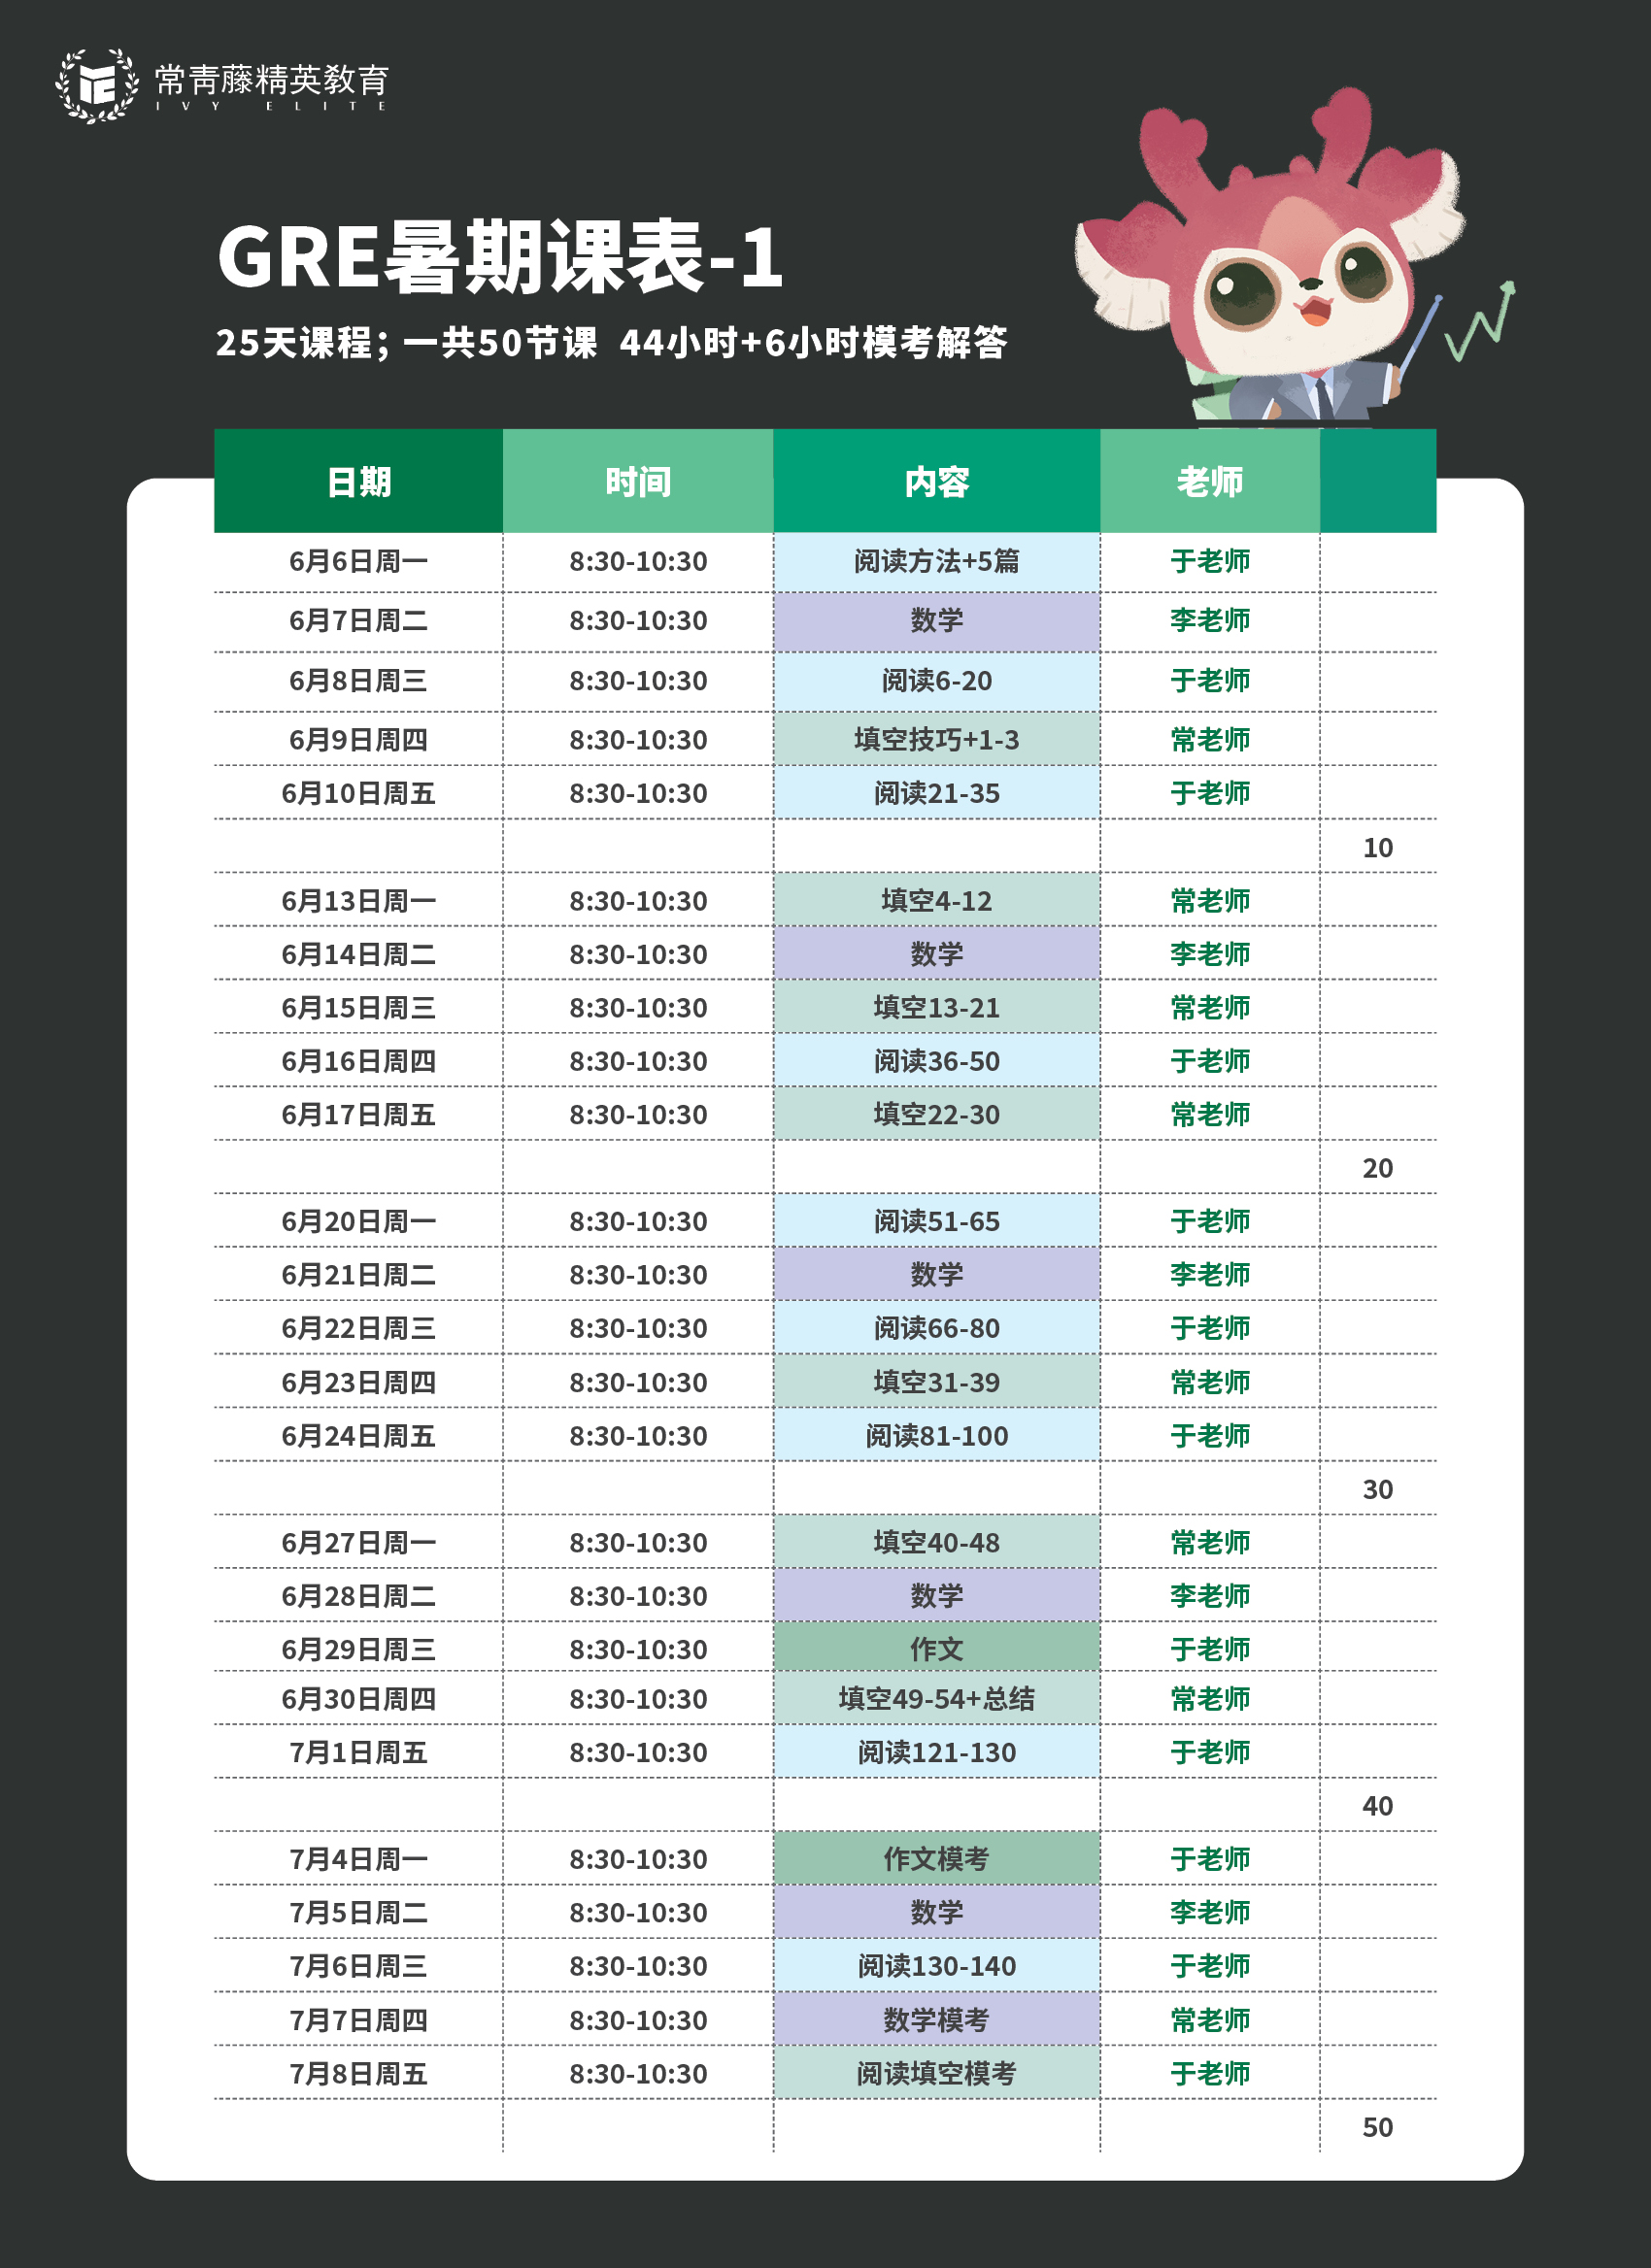 常青藤精英教育
IVY ELITE
GRE暑期课表-1
25天课程；一共50节课 44小时+6小时模考解答
日期 时间 内容 老师
6月6日周一 8:30-10:30 阅读方法+5篇 于老师
6月7日周二 8:30-10:30 数学 李老师
6月8日周三 8:30-10:30 阅读6-20 于老师
6月9日周四 8:30-10:30 填空技巧+1-3 常老师
6月10日周五 8:30-10:30 阅读21-35 于老师
10
6月13日周一 8:30-10:30 填空4-12 常老师
6月14日周二 8:30-10:30 数学 李老师
6月15日周三 8:30-10:30 填空13-21 常老师
6月16日周四 8:30-10:30 阅读36-50 于老师
6月17日周五 8:30-10:30 填空22-30 常老师
20
6月20日周一 8:30-10:30 阅读51-65 于老师
6月21日周二 8:30-10:30 数学 李老师
6月22日周三 8:30-10:30 阅读66-80 于老师
6月23日周四 8:30-10:30 填空31-39 常老师
6月24日周五 8:30-10:30 阅读81-100 于老师
30
6月27日周一 8:30-10:30 填空40-48 常老师
6月28日周二 8:30-10:30 数学 李老师
6月29日周三 8:30-10:30 作文 于老师
6月30日周四 8:30-10:30 填空49-54+总结 常老师
7月1日周五 8:30-10:30 阅读121-130 于老师
40
7月4日周一 8:30-10:30 作文模考 于老师
7月5日周二 8:30-10:30 数学 李老师
7月6日周三 8:30-10:30 阅读130-140 于老师
7月7日周四 8:30-10:30 数学模考 常老师
7月8日周五 8:30-10:30 阅读填空模考 于老师
50